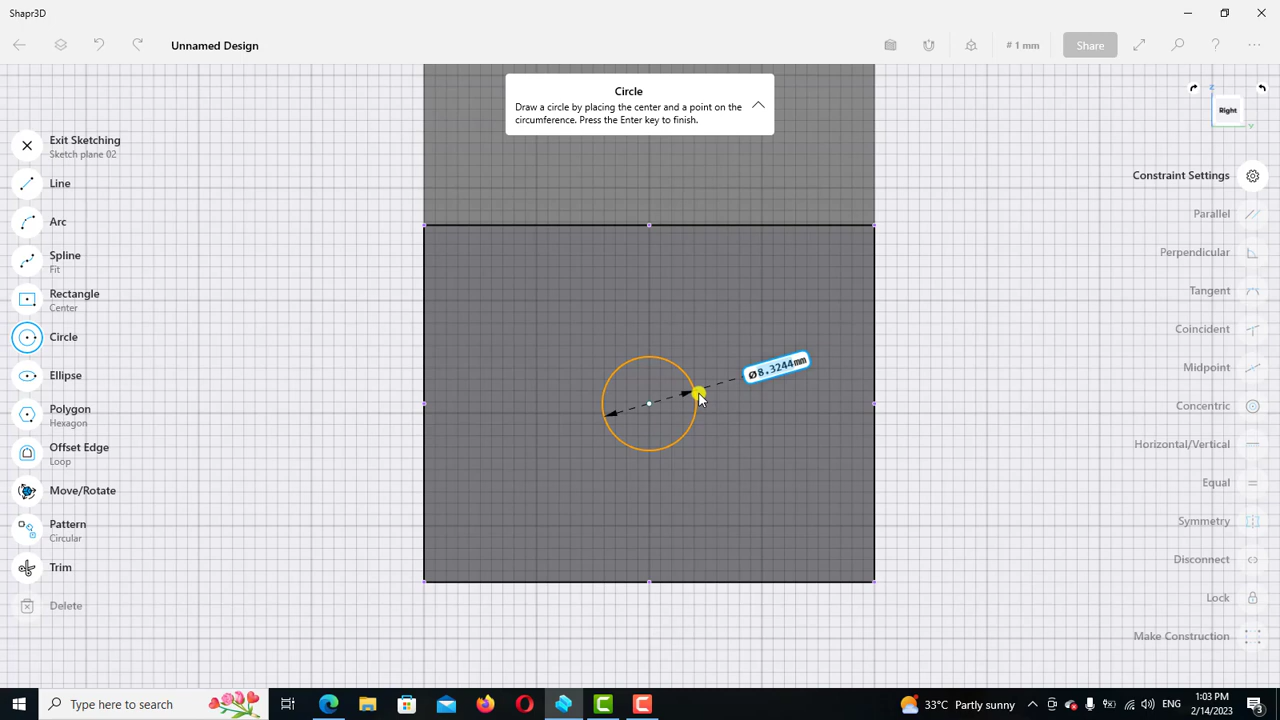 Shapr3D
Unnamed Design
# 1 mm
Share
Circle
Draw a circle by placing the center and a point on the
circumference. Press the Enter key to finish.
Z
Right
Y
Exit Sketching
Sketch plane 02
Line
Arc
Spline
Fit
Rectangle
Center
Circle
Ellipse
Polygon
Hexagon
Offset Edge
Loop
Move/Rotate
Pattern
Circular
Trim
Delete
Ø8.3244mm
Constraint Settings
Parallel
Perpendicular
Tangent
Coincident
Midpoint
Concentric
Horizontal/Vertical
Equal
Symmetry
Disconnect
Lock
Make Construction
Type here to search
33°C Partly sunny
ENG
1:03 PM
2/14/2023
3